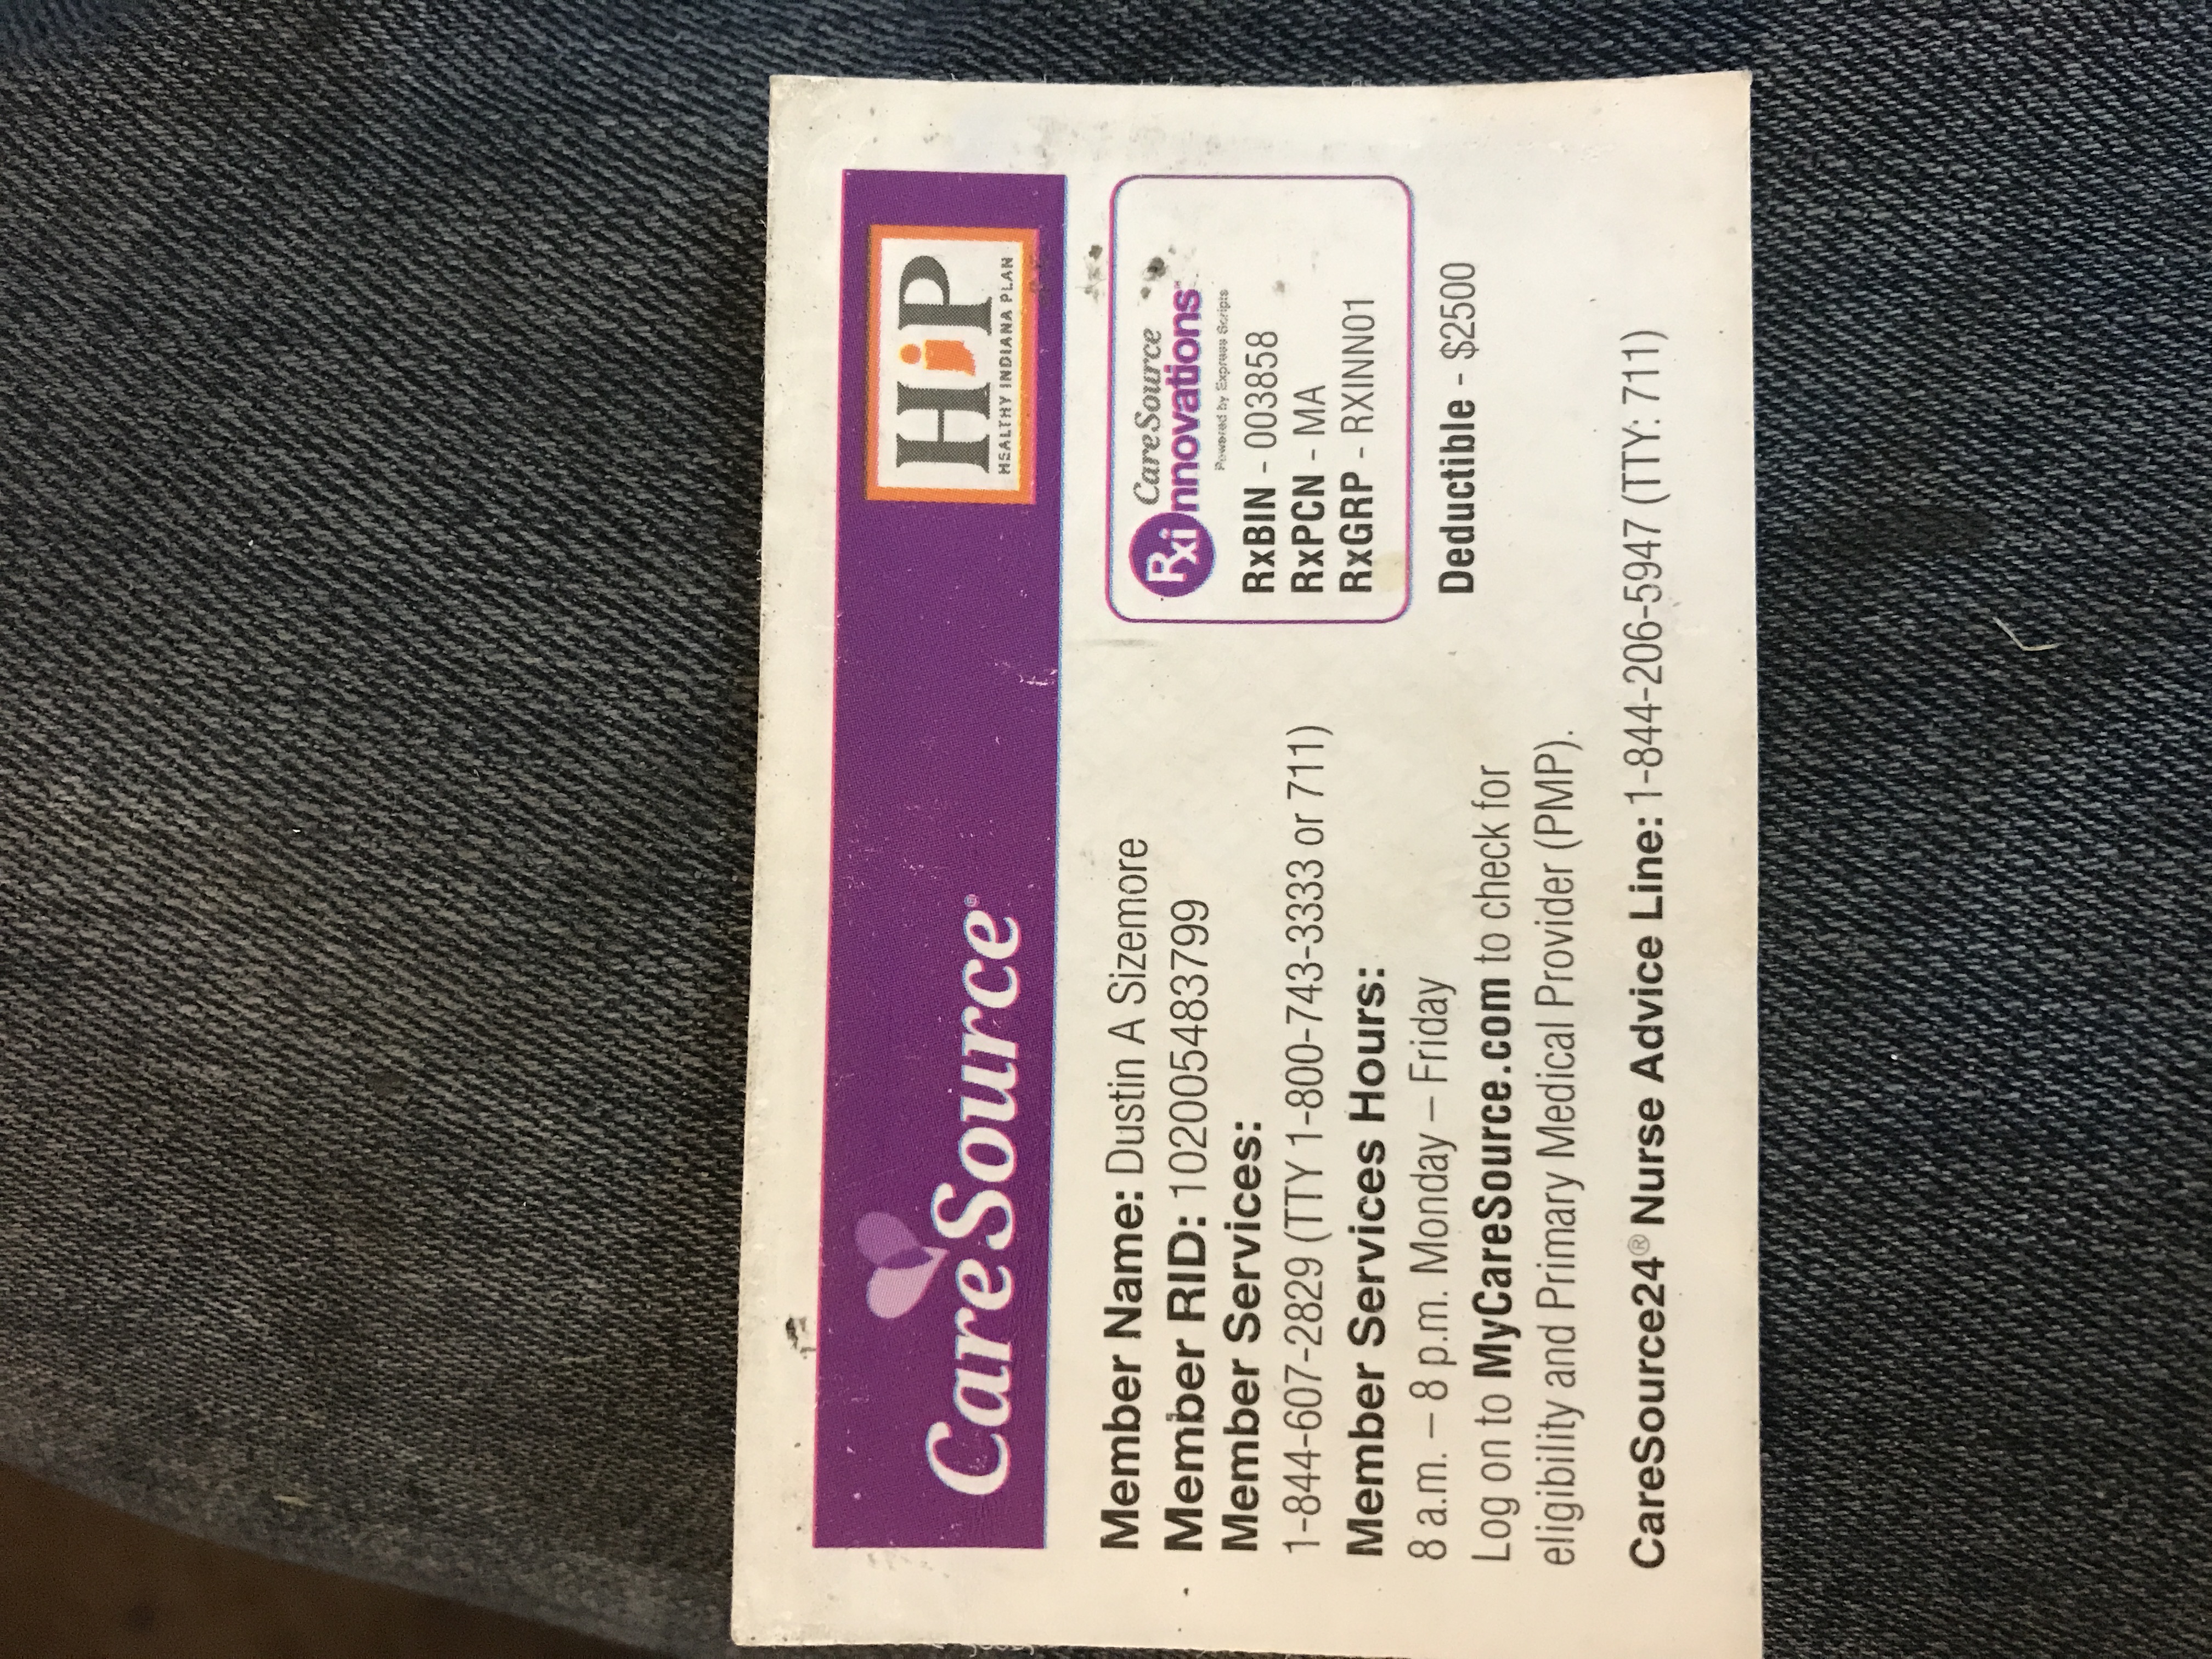 CareSource®
HiP
HEALTHY INDIANA PLAN
Member Name: Dustin A Sizemore
Member RID: 102005483799
Member Services:
1-844-607-2829 (TTY 1-800-743-3333 or 711)
Member Services Hours:
8 a.m. – 8 p.m. Monday – Friday
Log on to MyCareSource.com to check for
eligibility and Primary Medical Provider (PMP).
CareSource
Rxinnovations™
Powered by Express Scripts
RxBIN - 003858
RxPCN - MA
RxGRP - RXINN01
Deductible - $2500
CareSource24® Nurse Advice Line: 1-844-206-5947 (TTY: 711)